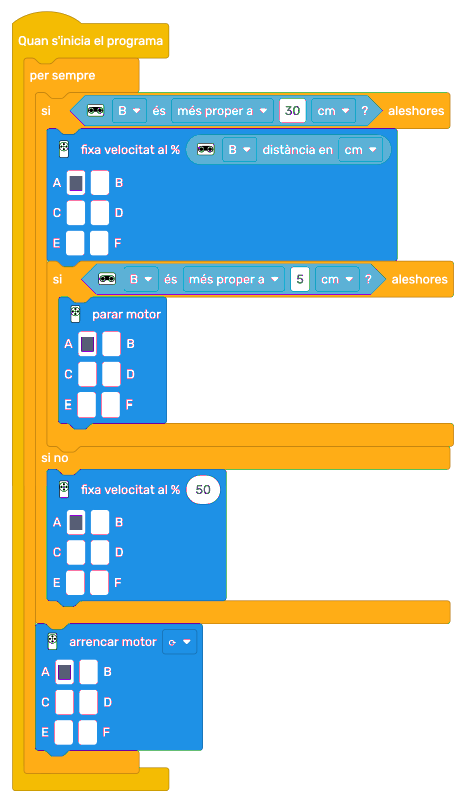 Quan s'inicia el programa
per sempre
si B és més proper a 30 cm ? aleshores
fixa velocitat al % B distància en cm
A B
C D
E F
si B és més proper a 5 cm ? aleshores
parar motor
A B
C D
E F
si no
fixa velocitat al % 50
A B
C D
E F
arrencar motor
A B
C D
E F